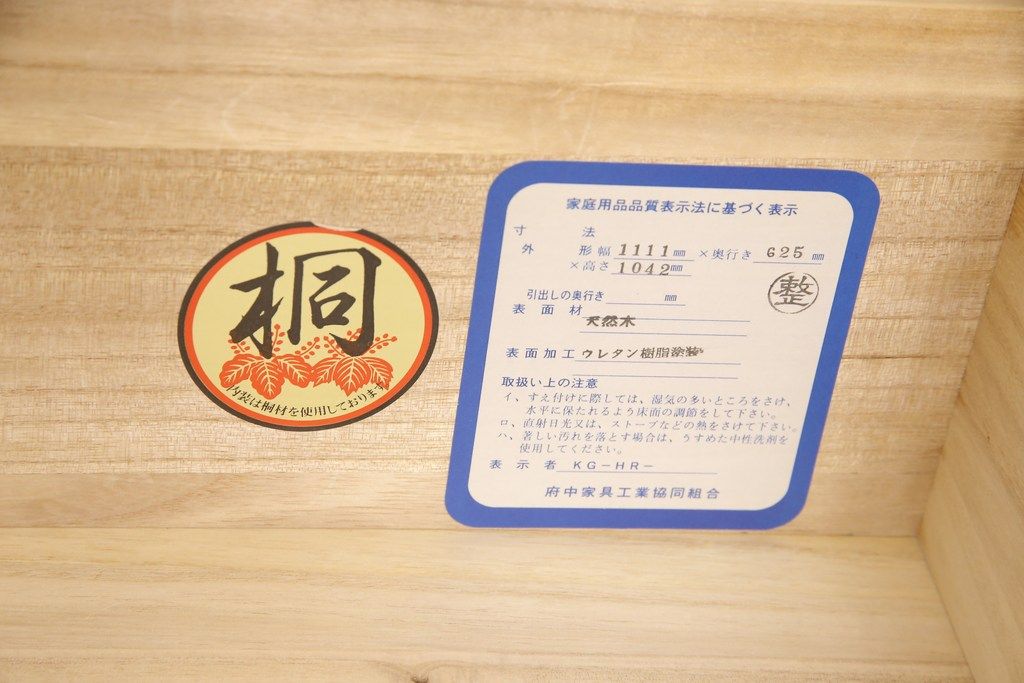 桐
内装は桐材を使用しております
家庭用品品質表示法に基づく表示
寸法
外形幅 1111 ㎜ ×奥行き 625 ㎜
×高さ 1042 ㎜
整
引出しの奥行き ㎜
表面材 天然木
表面加工 ウレタン樹脂塗装
取扱い上の注意
イ、すえ付けに際しては、湿気の多いところをさけ、
水平に保たれるよう床面の調節をして下さい。
ロ、直射日光又は、ストーブなどの熱をさけて下さい。
ハ、著しい汚れを落とす場合は、うすめた中性洗剤を
使用してください。
表示者 KG-HR-
府中家具工業協同組合